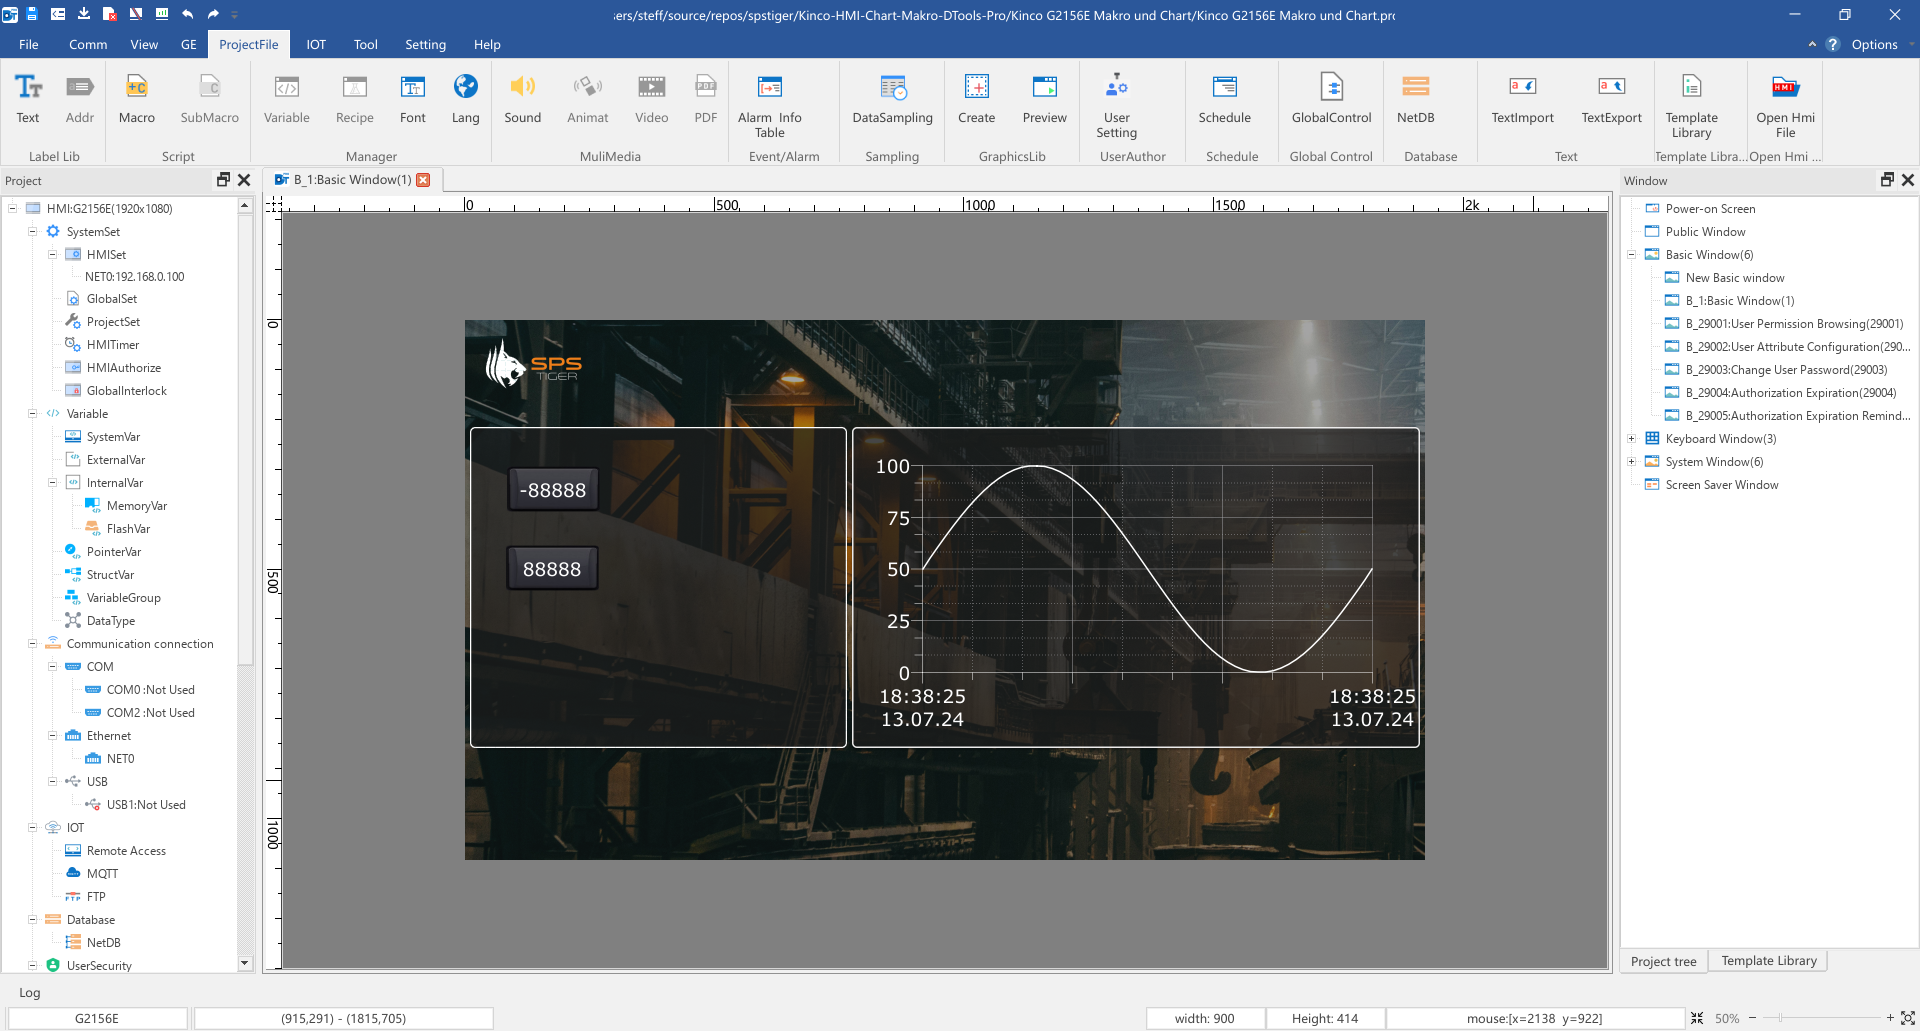 :ers/steff/source/repos/spstiger/Kinco-HMI-Chart-Makro-DTools-Pro/Kinco G2156E Makro und Chart/Kinco G2156E Makro und Chart.prc
File Comm View GE ProjectFile IOT Tool Setting Help Options
Text Addr Macro SubMacro Variable Recipe Font Lang Sound Animat Video PDF Alarm Info Table DataSampling Create Preview User Setting Schedule GlobalControl NetDB TextImport TextExport Template Library Open Hmi File
Label Lib Script Manager MuliMedia Event/Alarm Sampling GraphicsLib UserAuthor Schedule Global Control Database Text Template Libra... Open Hmi ...
Project
HMI:G2156E(1920x1080)
SystemSet
HMISet
NET0:192.168.0.100
GlobalSet
ProjectSet
HMITimer
HMIAuthorize
GlobalInterlock
Variable
SystemVar
ExternalVar
InternalVar
MemoryVar
FlashVar
PointerVar
StructVar
VariableGroup
DataType
Communication connection
COM
COM0 :Not Used
COM2 :Not Used
Ethernet
NET0
USB
USB1:Not Used
IOT
Remote Access
MQTT
FTP
Database
NetDB
UserSecurity
B_1:Basic Window(1)
0 500 1000 1500 2k
0
500
1000
SPS
TIGER
-88888
88888
100
75
50
25
0
18:38:25 18:38:25
13.07.24 13.07.24
Window
Power-on Screen
Public Window
Basic Window(6)
New Basic window
B_1:Basic Window(1)
B_29001:User Permission Browsing(29001)
B_29002:User Attribute Configuration(290...
B_29003:Change User Password(29003)
B_29004:Authorization Expiration(29004)
B_29005:Authorization Expiration Remind...
Keyboard Window(3)
System Window(6)
Screen Saver Window
Project tree Template Library
Log
G2156E (915,291) - (1815,705) width: 900 Height: 414 mouse:[x=2138 y=922] 50%